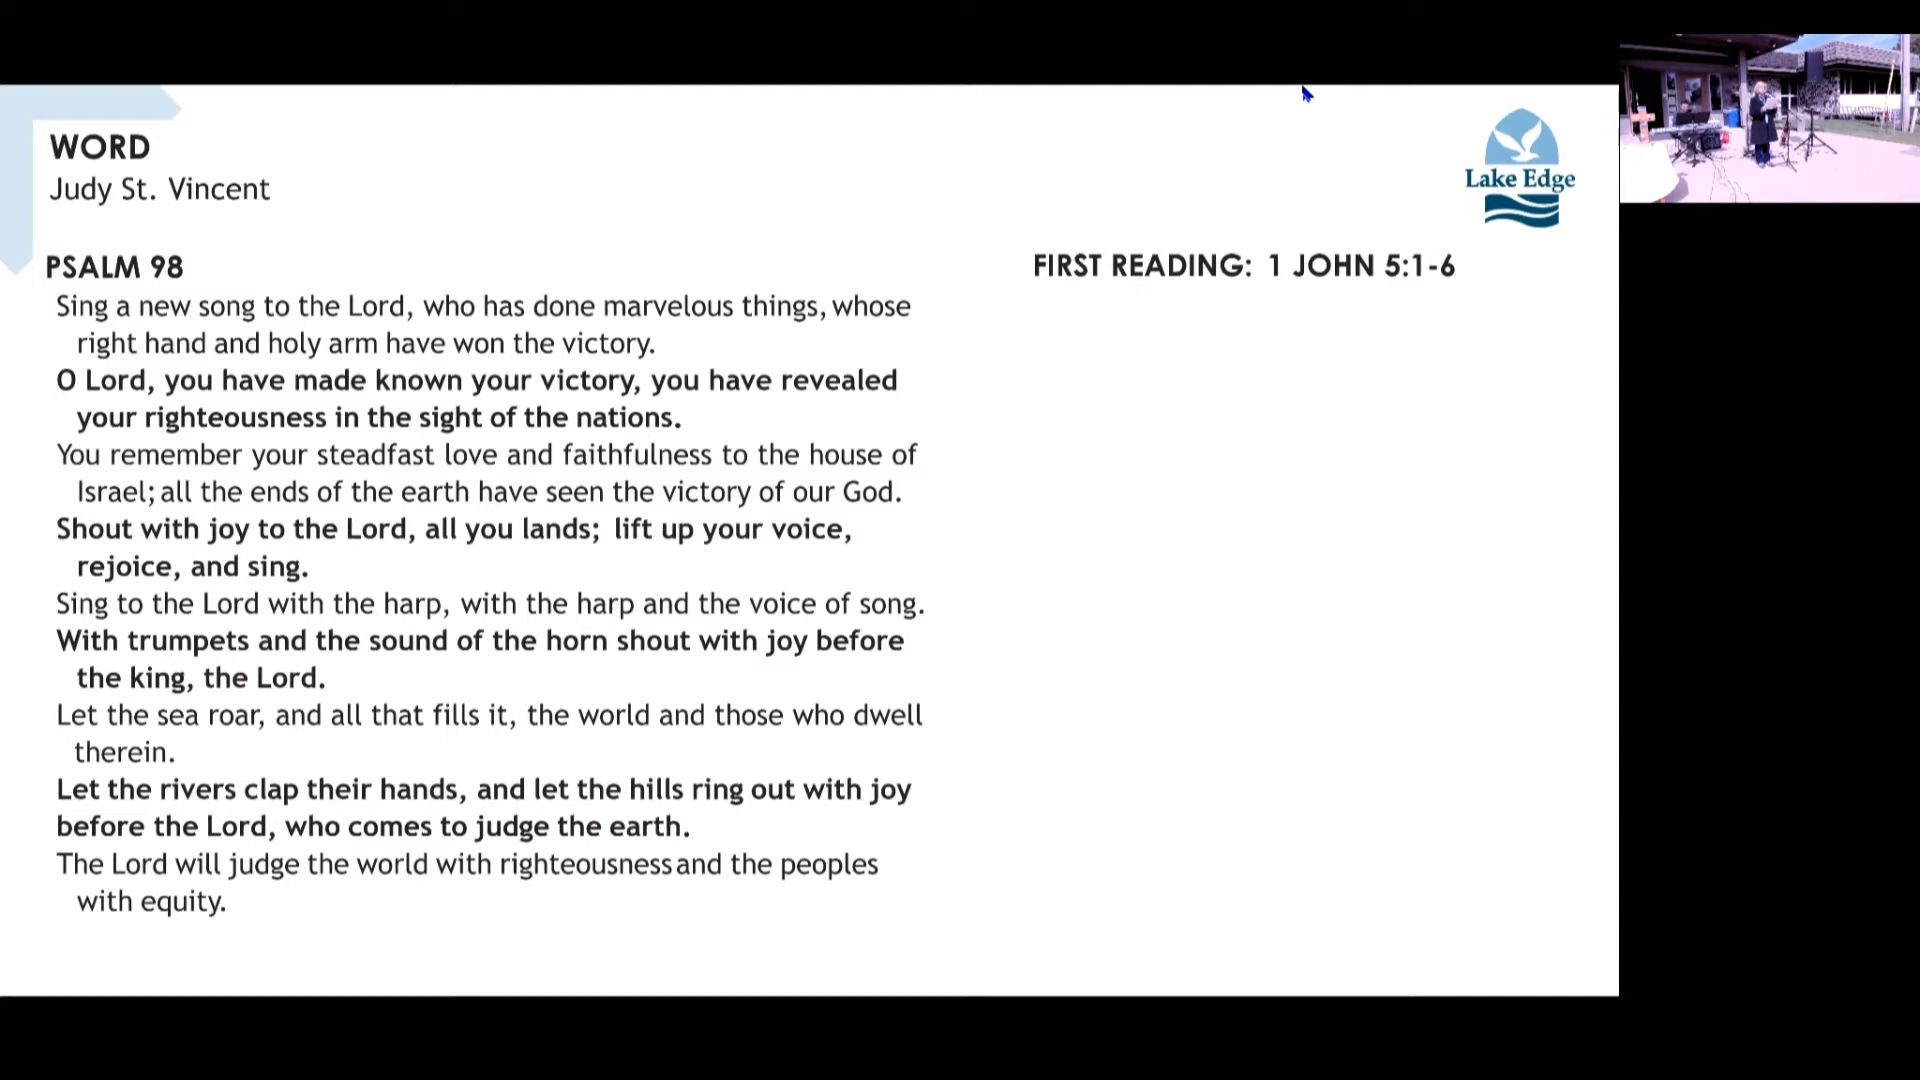 WORD
Judy St. Vincent
Lake Edge
PSALM 98
Sing a new song to the Lord, who has done marvelous things, whose
right hand and holy arm have won the victory.
O Lord, you have made known your victory, you have revealed
your righteousness in the sight of the nations.
You remember your steadfast love and faithfulness to the house of
Israel; all the ends of the earth have seen the victory of our God.
Shout with joy to the Lord, all you lands; lift up your voice,
rejoice, and sing.
Sing to the Lord with the harp, with the harp and the voice of song.
With trumpets and the sound of the horn shout with joy before
the king, the Lord.
Let the sea roar, and all that fills it, the world and those who dwell
therein.
Let the rivers clap their hands, and let the hills ring out with joy
before the Lord, who comes to judge the earth.
The Lord will judge the world with righteousness and the peoples
with equity.
FIRST READING: 1 JOHN 5:1-6